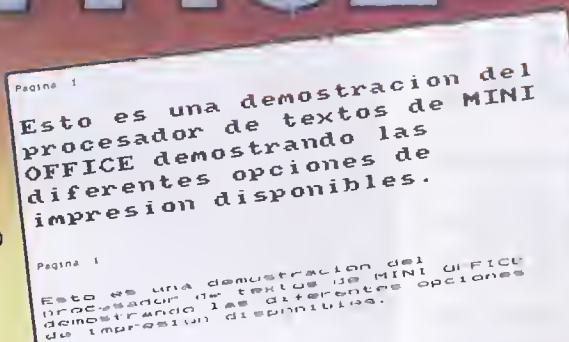 Pagina 1
Esto es una demostracion del
procesador de textos de MINI
OFFICE demostrando las
diferentes opciones de
impresion disponibles.
Pagina 1
Esto es una demostracion del
procesador de textos de MINI OFFICE
demostrando las diferentes opciones
de impresion disponibles.